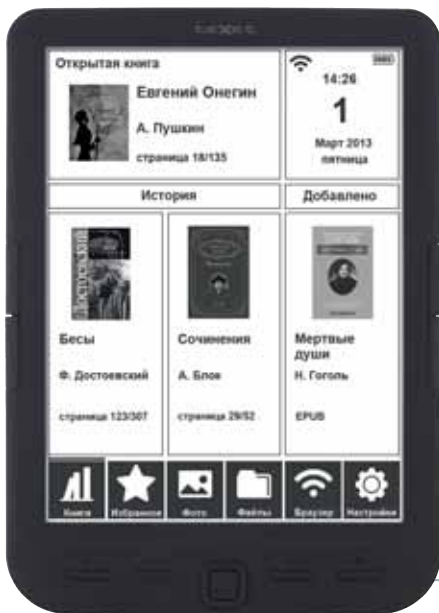 Открытая книга
Евгений Онегин
А. Пушкин
страница 18/135
14:26
1
Март 2013
пятница
История
Добавлено
Бесы
Ф. Достоевский
страница 123/307
Сочинения
А. Блок
страница 29/52
Мертвые
души
Н. Гоголь
EPUB
Книги
Избранное
Фото
Файлы
Браузер
Настройки